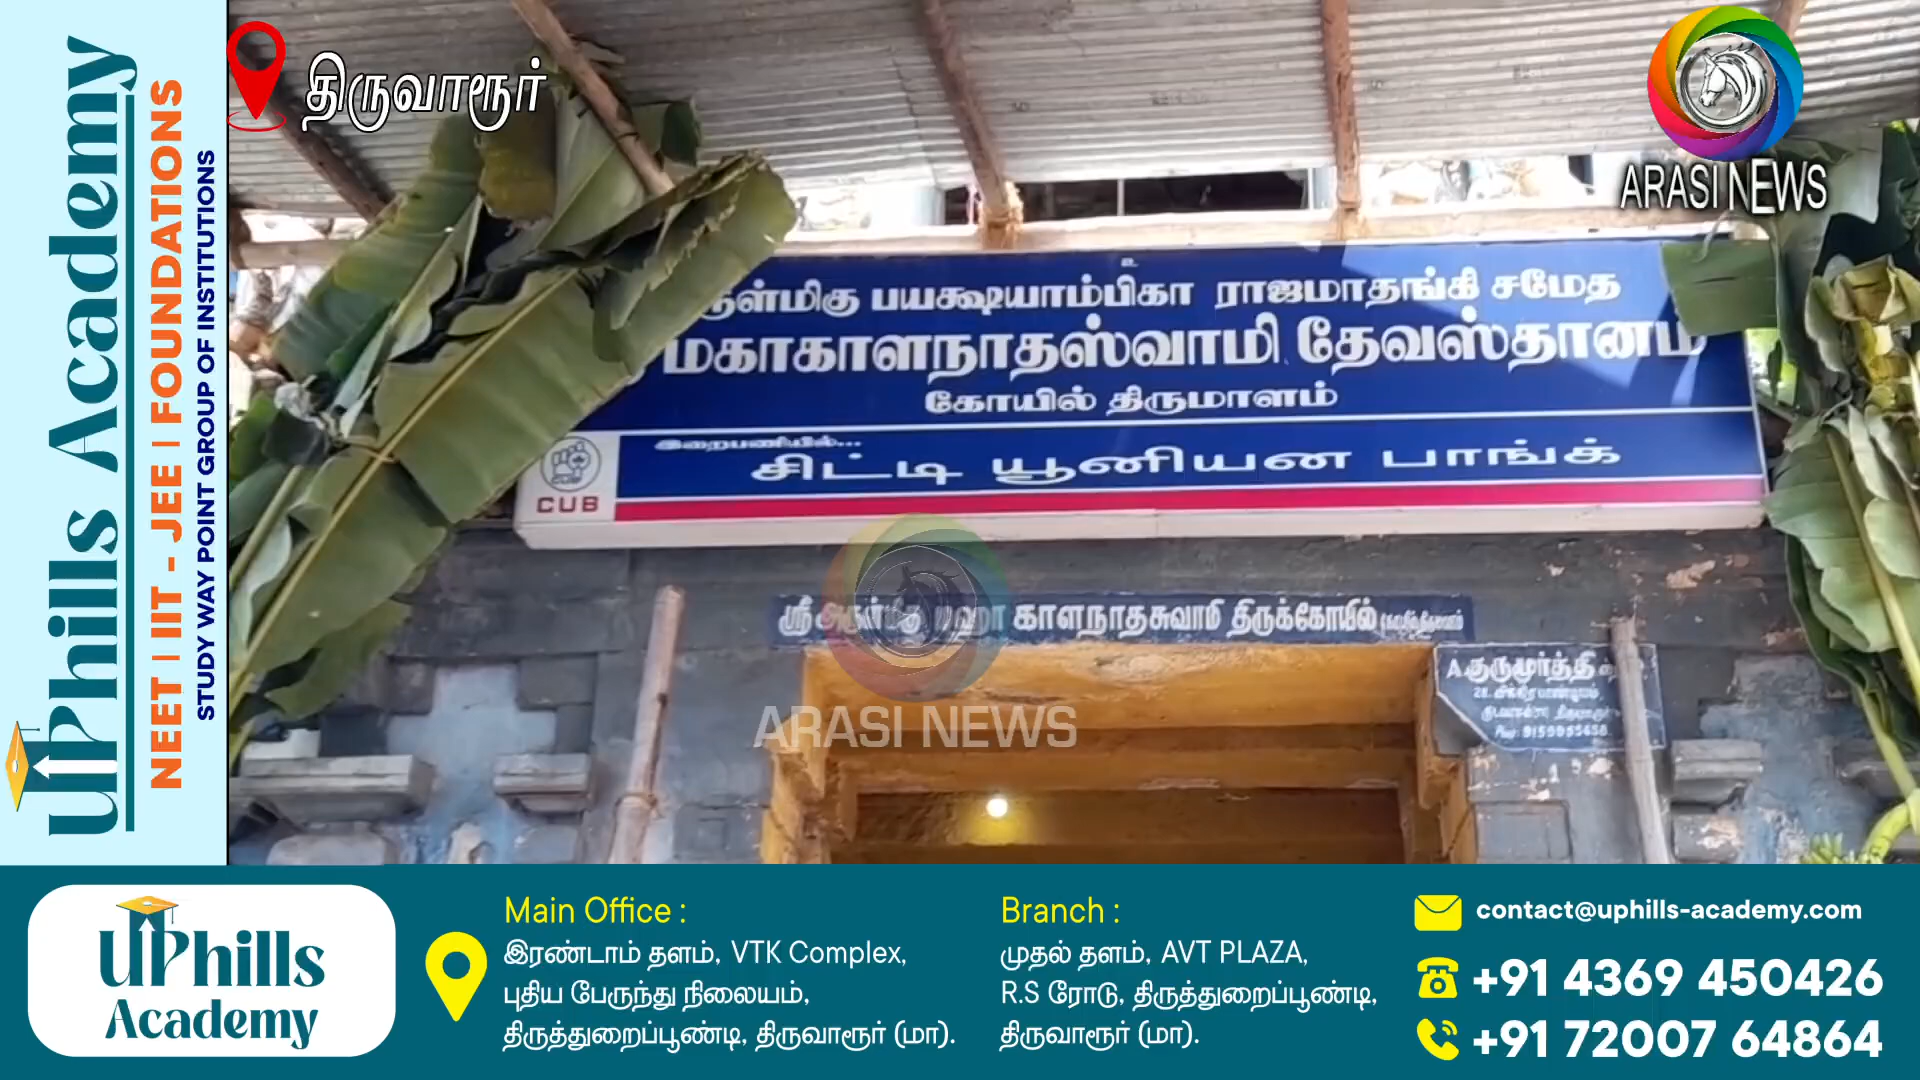 UPhills Academy
NEET | IIT - JEE | FOUNDATIONS
STUDY WAY POINT GROUP OF INSTITUTIONS
திருவாரூர்
ARASI NEWS
பயக்ஷயாம்பிகா ராஜமாதங்கி சமேத
மகாகாளநாதஸ்வாமி தேவஸ்தானம்
கோயில் திருமாளம்
இறைபணியில்...
சிட்டி யூனியன் பாங்க்
CUB
ஸ்ரீ அருள்மிகு மஹா காளநாதசுவாமி திருக்கோயில்
A. குருமூர்த்தி
ARASI NEWS
UPhills
Academy
Main Office :
இரண்டாம் தளம், VTK Complex,
புதிய பேருந்து நிலையம்,
திருத்துறைப்பூண்டி, திருவாரூர் (மா).
Branch :
முதல் தளம், AVT PLAZA,
R.S ரோடு, திருத்துறைப்பூண்டி,
திருவாரூர் (மா).
contact@uphills-academy.com
+91 4369 450426
+91 72007 64864